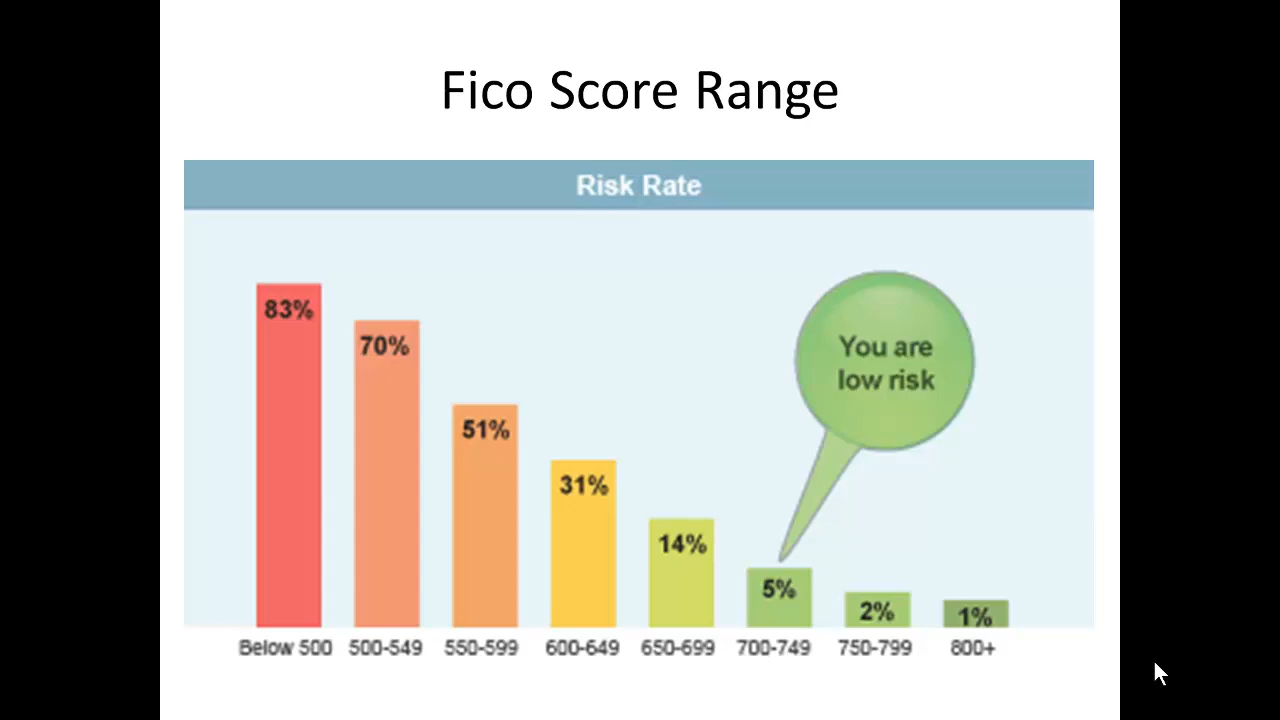 Fico Score Range
Risk Rate
83%
70%
51%
31%
14%
5%
2%
1%
You are
low risk
Below 500 500-549 550-599 600-649 650-699 700-749 750-799 800+